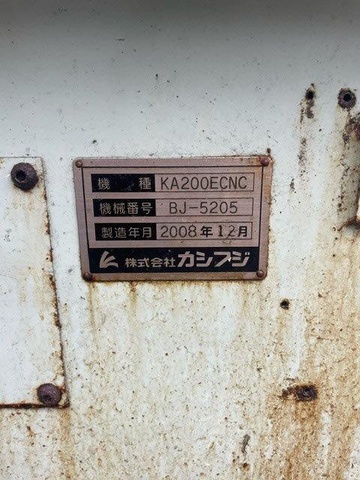 機種 KA200ECNC
機械番号 BJ-5205
製造年月 2008年12月
株式会社 カシフジ